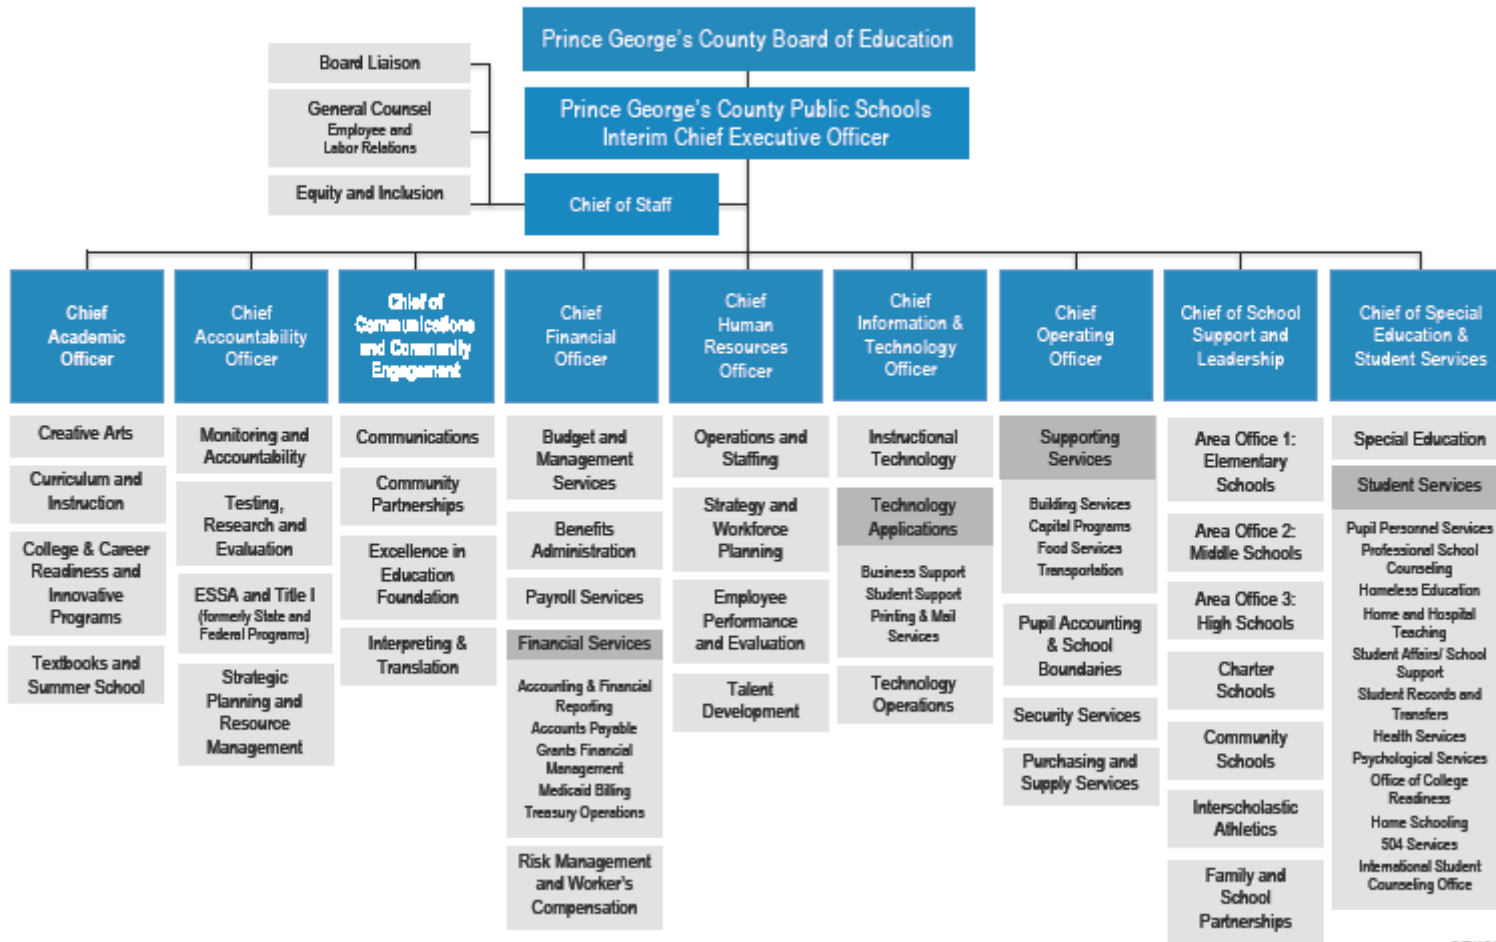 Prince George's County Board of Education
Board Liaison
General Counsel
Employee and
Labor Relations
Equity and Inclusion
Prince George's County Public Schools
Interim Chief Executive Officer
Chief of Staff
Chief
Academic
Officer
Creative Arts
Curriculum and
Instruction
College & Career
Readiness and
Innovative
Programs
Textbooks and
Summer School
Chief
Accountability
Officer
Monitoring and
Accountability
Testing,
Research and
Evaluation
ESSA and Title I
(formerly State and
Federal Programs)
Strategic
Planning and
Resource
Management
Chief of
Communications
and Community
Engagement
Communications
Community
Partnerships
Excellence in
Education
Foundation
Interpreting &
Translation
Chief
Financial
Officer
Budget and
Management
Services
Benefits
Administration
Payroll Services
Financial Services
Accounting & Financial
Reporting
Accounts Payable
Grants Financial
Management
Medicaid Billing
Treasury Operations
Risk Management
and Worker's
Compensation
Chief
Human
Resources
Officer
Operations and
Staffing
Strategy and
Workforce
Planning
Employee
Performance
and Evaluation
Talent
Development
Chief
Information &
Technology
Officer
Instructional
Technology
Technology
Applications
Business Support
Student Support
Printing & Mail
Services
Technology
Operations
Chief
Operating
Officer
Supporting
Services
Building Services
Capital Programs
Food Services
Transportation
Pupil Accounting
& School
Boundaries
Security Services
Purchasing and
Supply Services
Chief of School
Support and
Leadership
Area Office 1:
Elementary
Schools
Area Office 2:
Middle Schools
Area Office 3:
High Schools
Charter
Schools
Community
Schools
Interscholastic
Athletics
Family and
School
Partnerships
Chief of Special
Education &
Student Services
Special Education
Student Services
Pupil Personnel Services
Professional School
Counseling
Homeless Education
Home and Hospital
Teaching
Student Affairs/ School
Support
Student Records and
Transfers
Health Services
Psychological Services
Office of College
Readiness
Home Schooling
504 Services
International Student
Counseling Office